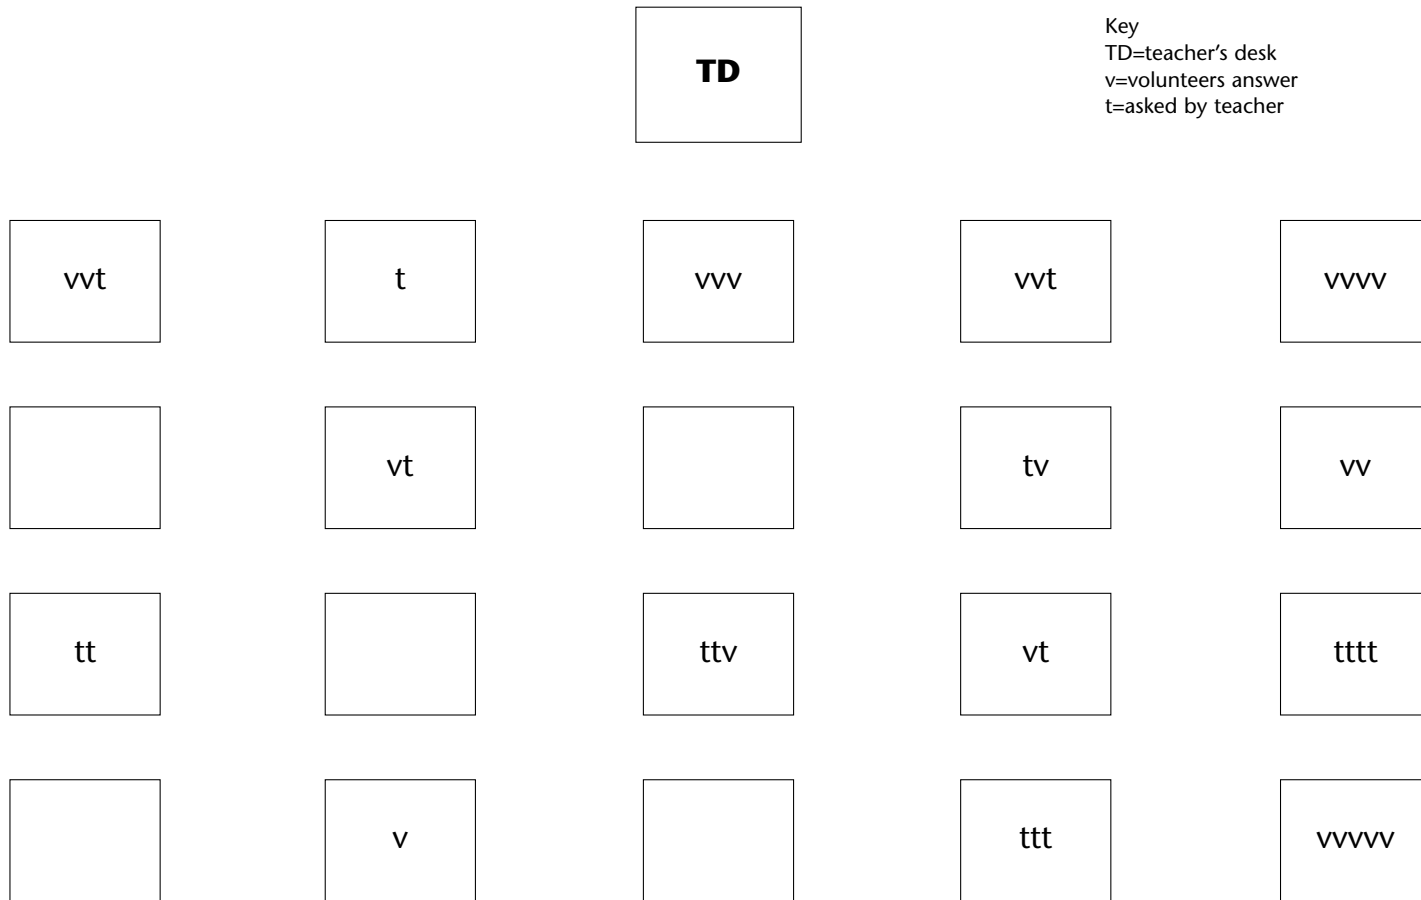 TD
Key
TD=teacher's desk
v=volunteers answer
t=asked by teacher
vvt t vvv vvt vvvv
vt tv vv
tt ttv vt tttt
v ttt vvvvv